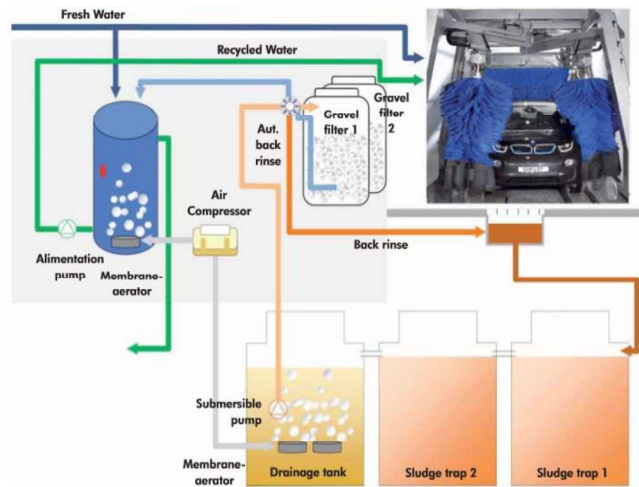 Fresh Water
Recycled Water
Gravel
filter 1
Gravel
filter
2
Aut.
back
rinse
Air
Compressor
Back rinse
Alimentation
pump
Membrane-
aerator
Submersible
pump
Membrane-
aerator
Drainage tank
Sludge trap 2
Sludge trap 1